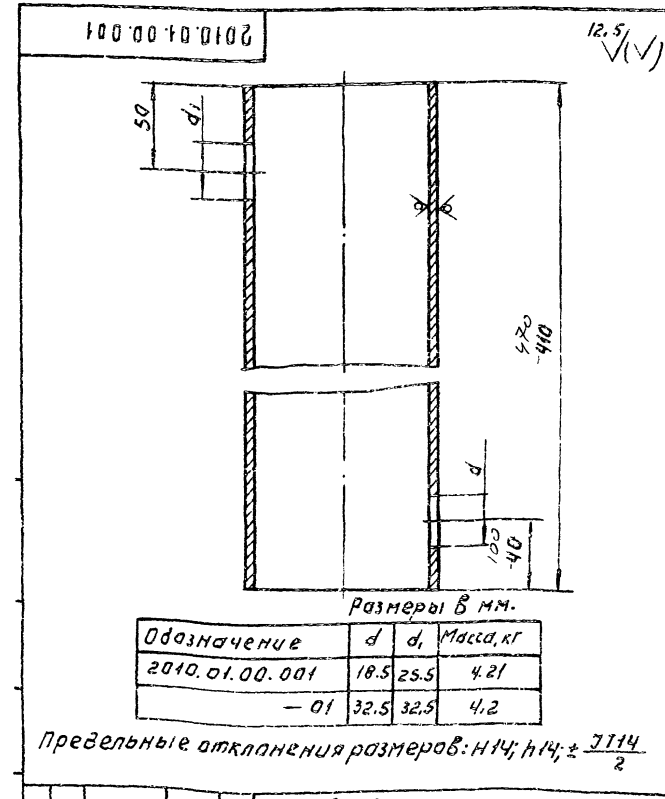 2010.01.00.001
12,5 √(√)
50
d₁
470
-410
d
100
-40
Размеры в мм.
Обозначение d d₁ Масса, кг
2010.01.00.001 18.5 25.5 4.21
— 01 32.5 32,5 4,2
Предельные отклонения размеров: H14; h14; ± IT14/2